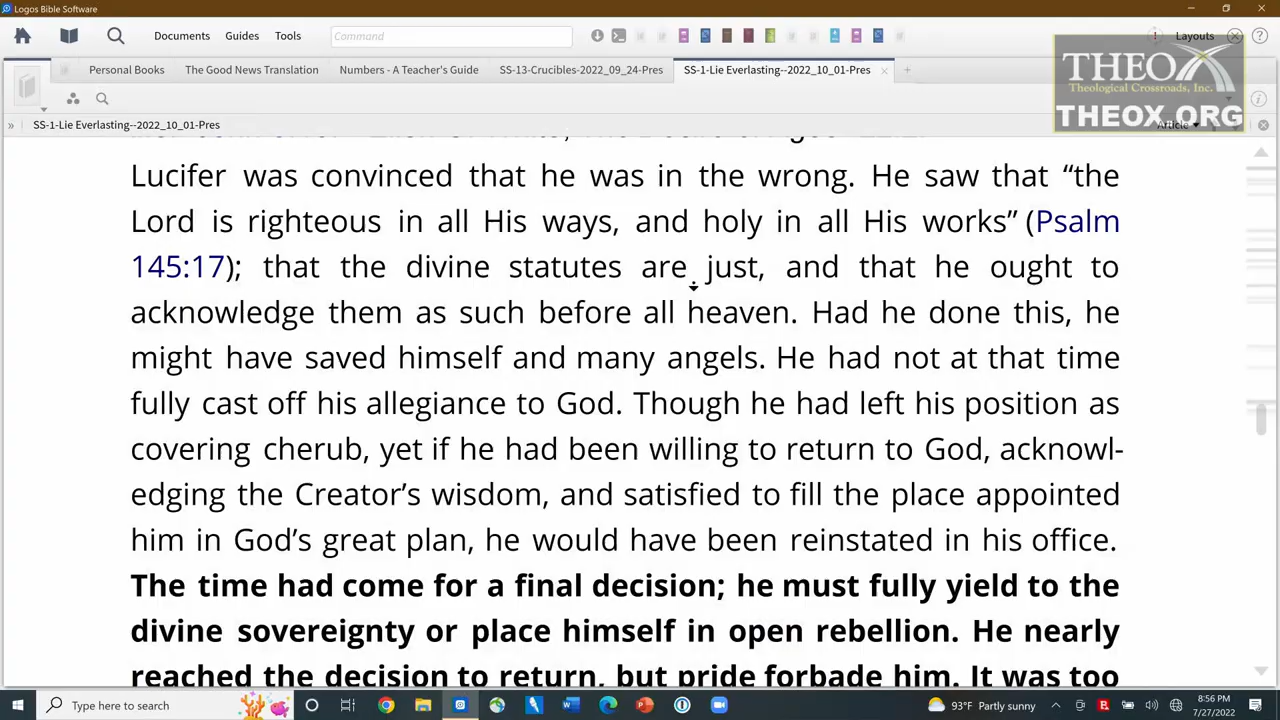 Logos Bible Software
Documents Guides Tools Command Layouts
THEOX
Theological Crossroads, Inc.
THEOX.ORG
Personal Books The Good News Translation Numbers - A Teacher's Guide SS-13-Crucibles-2022_09_24-Pres SS-1-Lie Everlasting--2022_10_01-Pres
SS-1-Lie Everlasting--2022_10_01-Pres Article
Lucifer was convinced that he was in the wrong. He saw that “the
Lord is righteous in all His ways, and holy in all His works” (Psalm
145:17); that the divine statutes are just, and that he ought to
acknowledge them as such before all heaven. Had he done this, he
might have saved himself and many angels. He had not at that time
fully cast off his allegiance to God. Though he had left his position as
covering cherub, yet if he had been willing to return to God, acknowl-
edging the Creator’s wisdom, and satisfied to fill the place appointed
him in God’s great plan, he would have been reinstated in his office.
The time had come for a final decision; he must fully yield to the
divine sovereignty or place himself in open rebellion. He nearly
reached the decision to return, but pride forbade him. It was too
Type here to search
93°F Partly sunny
8:56 PM
7/27/2022